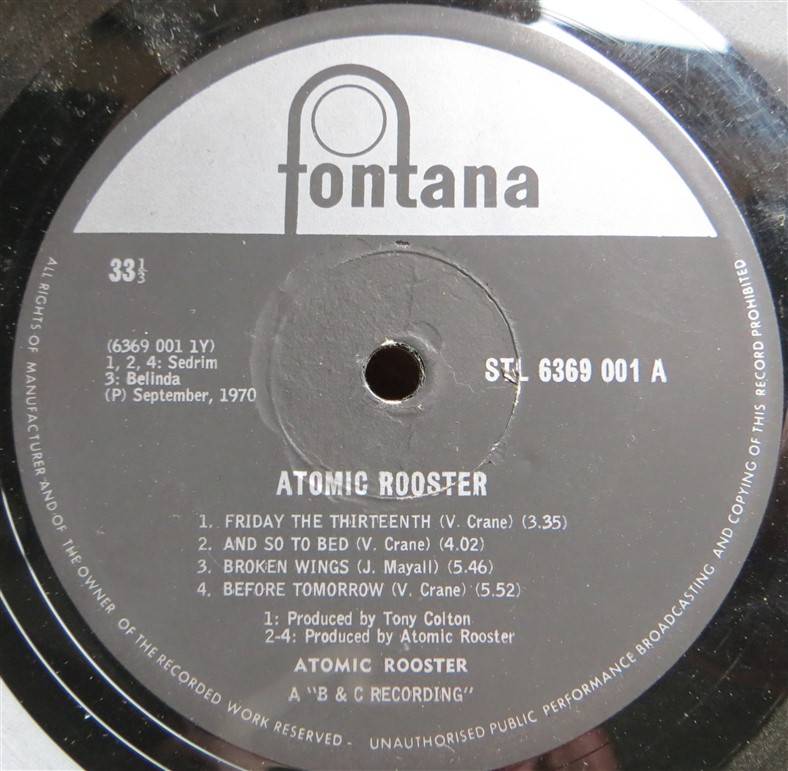 fontana
33 1/3
(6369 001 1Y)
1, 2, 4: Sedrim
3: Belinda
(P) September, 1970
STL 6369 001 A
ATOMIC ROOSTER
1. FRIDAY THE THIRTEENTH (V. Crane) (3.35)
2. AND SO TO BED (V. Crane) (4.02)
3. BROKEN WINGS (J. Mayall) (5.46)
4. BEFORE TOMORROW (V. Crane) (5.52)
1: Produced by Tony Colton
2-4: Produced by Atomic Rooster
ATOMIC ROOSTER
A "B & C RECORDING"
ALL RIGHTS OF MANUFACTURER AND OF THE OWNER OF THE RECORDED WORK RESERVED - UNAUTHORISED PUBLIC PERFORMANCE BROADCASTING AND COPYING OF THIS RECORD PROHIBITED